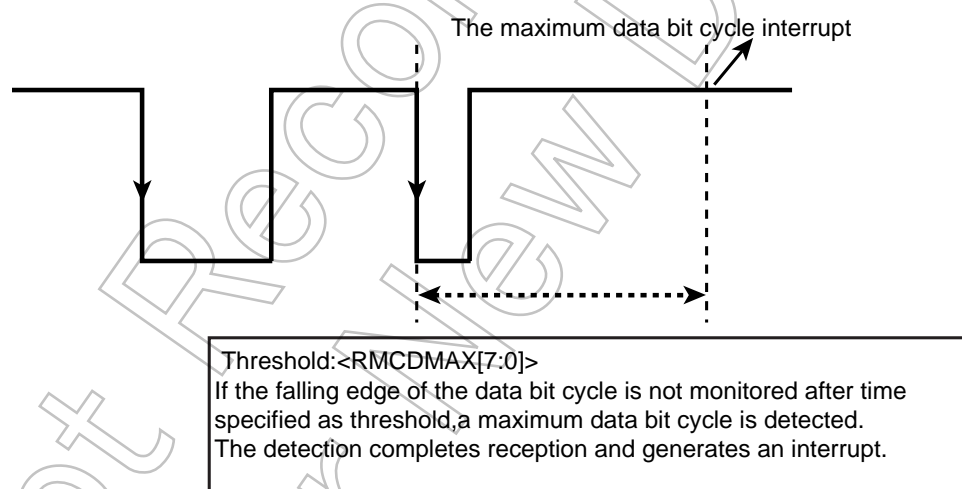 The maximum data bit cycle interrupt
Threshold:<RMCDMAX[7:0]>
If the falling edge of the data bit cycle is not monitored after time
specified as threshold,a maximum data bit cycle is detected.
The detection completes reception and generates an interrupt.